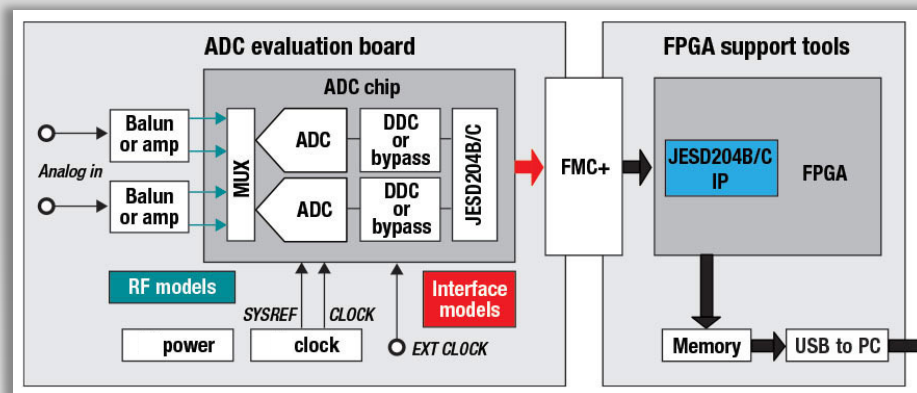 ADC evaluation board
FPGA support tools
ADC chip
Balun
or amp
Analog in
Balun
or amp
MUX
ADC
DDC
or
bypass
ADC
DDC
or
bypass
JESD204B/C
FMC+
JESD204B/C
IP
FPGA
RF models
SYSREF
CLOCK
Interface
models
power
clock
EXT CLOCK
Memory
USB to PC